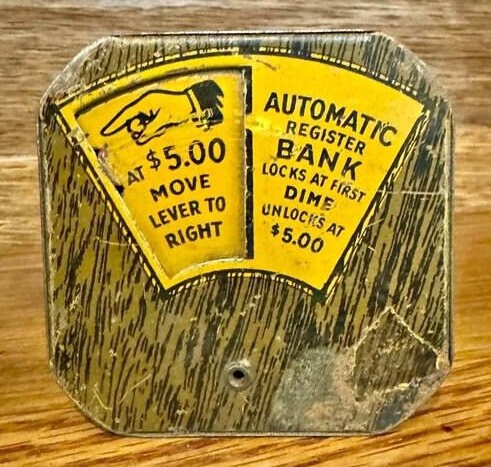 AT $5.00
MOVE
LEVER TO
RIGHT
AUTOMATIC
REGISTER
BANK
LOCKS AT FIRST
DIME
UNLOCKS AT
$5.00